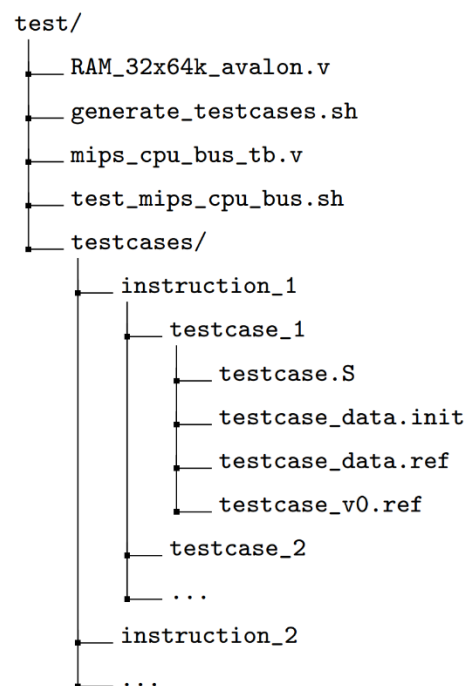 test/
RAM_32x64k_avalon.v
generate_testcases.sh
mips_cpu_bus_tb.v
test_mips_cpu_bus.sh
testcases/
instruction_1
testcase_1
testcase.S
testcase_data.init
testcase_data.ref
testcase_v0.ref
testcase_2
...
instruction_2
...